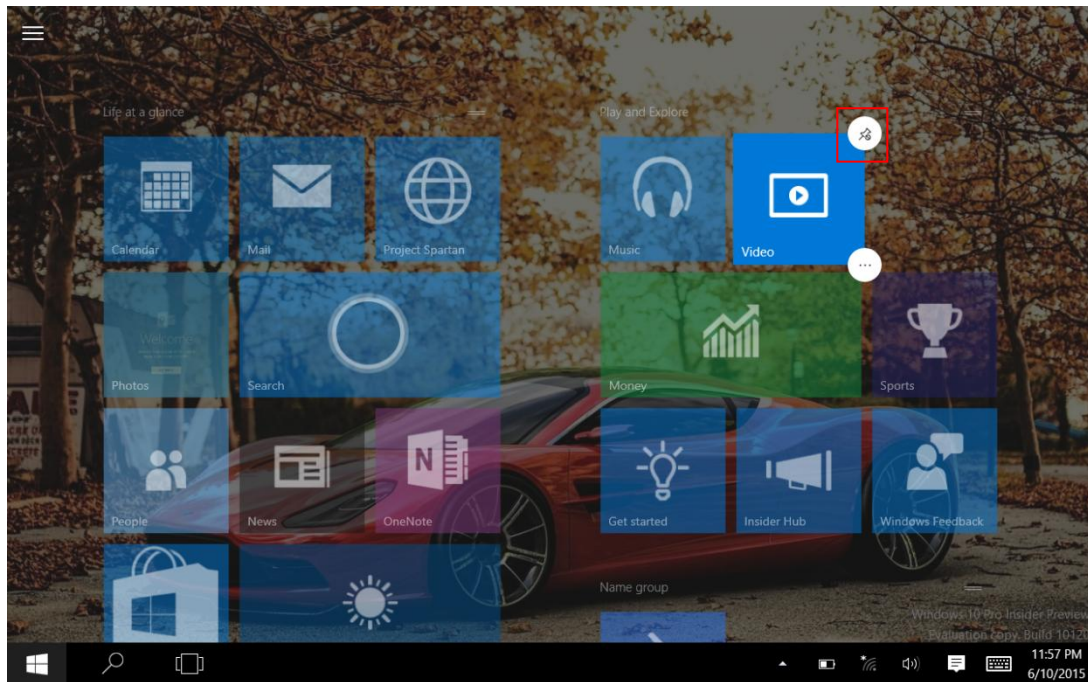 Life at a glance
Play and Explore
Calendar
Mail
Project Spartan
Music
Video
Photos
Welcome
Search
Money
Sports
People
News
OneNote
Get started
Insider Hub
Windows Feedback
Name group
Windows 10 Pro Insider Preview
Evaluation copy. Build 10120
11:57 PM
6/10/2015